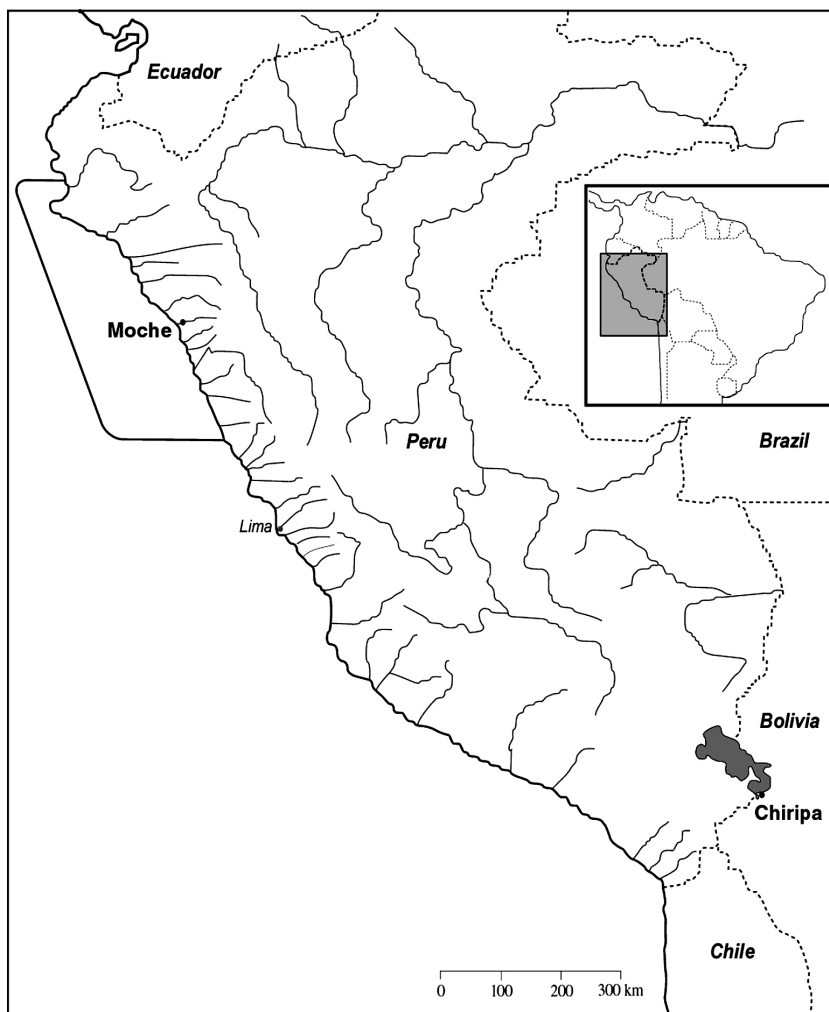 Ecuador
Moche
Peru
Brazil
Lima
Bolivia
Chiripa
Chile
0 100 200 300 km